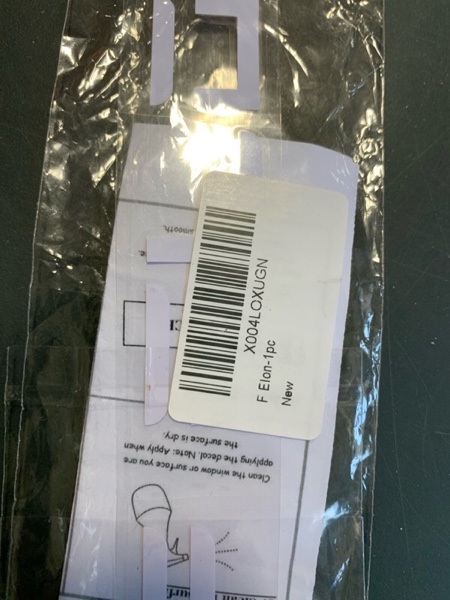 X004LOXUGN
F Elon-1pc
New
smooth,
Clean the window or surface you are
applying the decal. Nota: Apply when
the surface is dry.